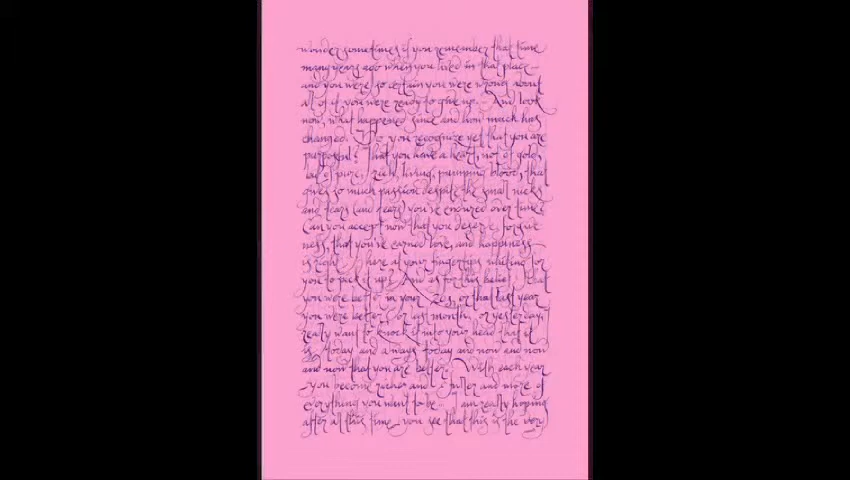 wonder sometimes if you remember that time
many years ago when you lived in that place —
and you were so certain you were wrong about
all of it you were ready to give up — And look
now, what happened since and how much has
changed. Do you recognize yet that you are
purposeful? That you have a heart, not of gold,
but of pure, rich, living, pumping blood, that
gives so much passion despite the small nicks
and tears (and tears) you've endured over time?
Can you accept now that you deserve forgive
ness, that you've earned love, and happiness —
is right here at your fingertips waiting for
you to pick it up? And as for this belief that
you were better in your 20s, or that last year
you were better, or last month, or yesterday, I
really want to knock it into your head that it
is today and always today and now and now
and now that you are better. With each year
you become richer and fuller and more of
everything you want to be. I am really hoping
after all this time you see that this is the very